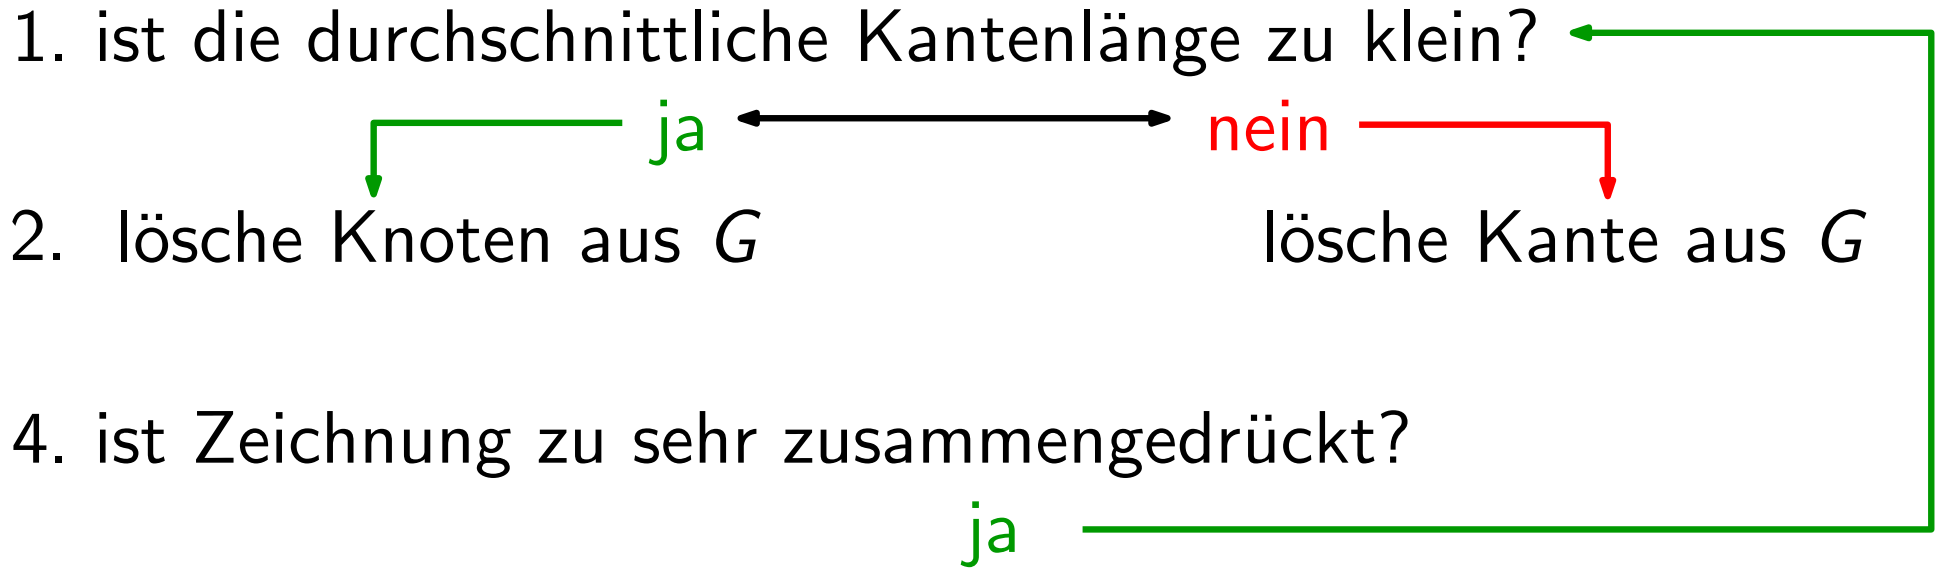 1. ist die durchschnittliche Kantenlänge zu klein?
ja nein
2. lösche Knoten aus G lösche Kante aus G
4. ist Zeichnung zu sehr zusammengedrückt?
ja